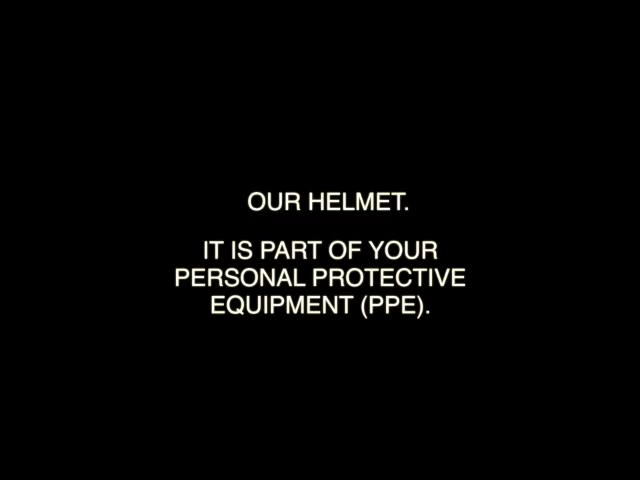 OUR HELMET.
IT IS PART OF YOUR
PERSONAL PROTECTIVE
EQUIPMENT (PPE).